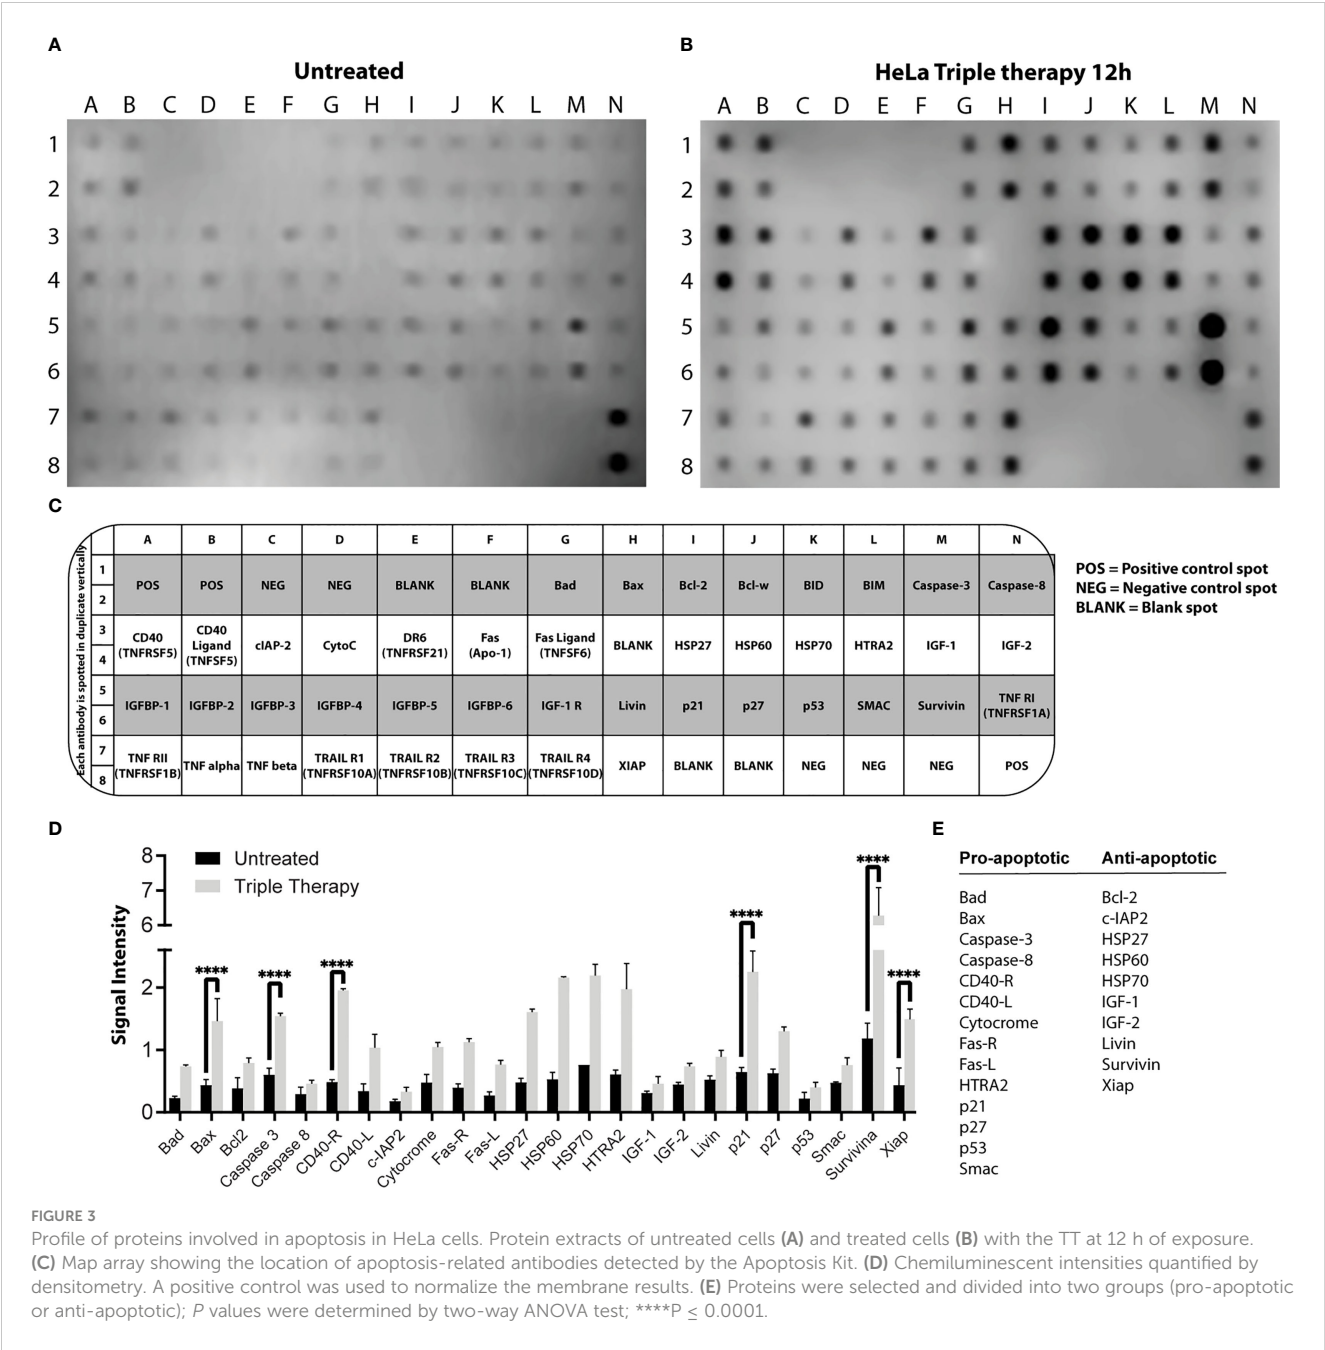 A
B
Untreated
HeLa Triple therapy 12h
A B C D E F G H I J K L M N
A B C D E F G H I J K L M N
1
2
3
4
5
6
7
8
1
2
3
4
5
6
7
8
C
Each antibody is spotted in duplicate vertically
A B C D E F G H I J K L M N
1
2
POS POS NEG NEG BLANK BLANK Bad Bax Bcl-2 Bcl-w BID BIM Caspase-3 Caspase-8
3
4
CD40 (TNFRSF5) CD40 Ligand (TNFSF5) cIAP-2 CytoC DR6 (TNFRSF21) Fas (Apo-1) Fas Ligand (TNFSF6) BLANK HSP27 HSP60 HSP70 HTRA2 IGF-1 IGF-2
5
6
IGFBP-1 IGFBP-2 IGFBP-3 IGFBP-4 IGFBP-5 IGFBP-6 IGF-1 R Livin p21 p27 p53 SMAC Survivin TNF RI (TNFRSF1A)
7
8
TNF RII (TNFRSF1B) TNF alpha TNF beta TRAIL R1 (TNFRSF10A) TRAIL R2 (TNFRSF10B) TRAIL R3 (TNFRSF10C) TRAIL R4 (TNFRSF10D) XIAP BLANK BLANK NEG NEG NEG POS
POS = Positive control spot
NEG = Negative control spot
BLANK = Blank spot
D
Signal Intensity
8
7
6
2
1
0
Untreated
Triple Therapy
****
****
****
****
****
****
Bad
Bax
Bcl2
Caspase 3
Caspase 8
CD40-R
CD40-L
c-IAP2
Cytocrome
Fas-R
Fas-L
HSP27
HSP60
HSP70
HTRA2
IGF-1
IGF-2
Livin
p21
p27
p53
Smac
Survivina
Xiap
E
Pro-apoptotic Anti-apoptotic
Bad Bcl-2
Bax c-IAP2
Caspase-3 HSP27
Caspase-8 HSP60
CD40-R HSP70
CD40-L IGF-1
Cytocrome IGF-2
Fas-R Livin
Fas-L Survivin
HTRA2 Xiap
p21
p27
p53
Smac
FIGURE 3
Profile of proteins involved in apoptosis in HeLa cells. Protein extracts of untreated cells (A) and treated cells (B) with the TT at 12 h of exposure.
(C) Map array showing the location of apoptosis-related antibodies detected by the Apoptosis Kit. (D) Chemiluminescent intensities quantified by
densitometry. A positive control was used to normalize the membrane results. (E) Proteins were selected and divided into two groups (pro-apoptotic
or anti-apoptotic); P values were determined by two-way ANOVA test; ****P ≤ 0.0001.